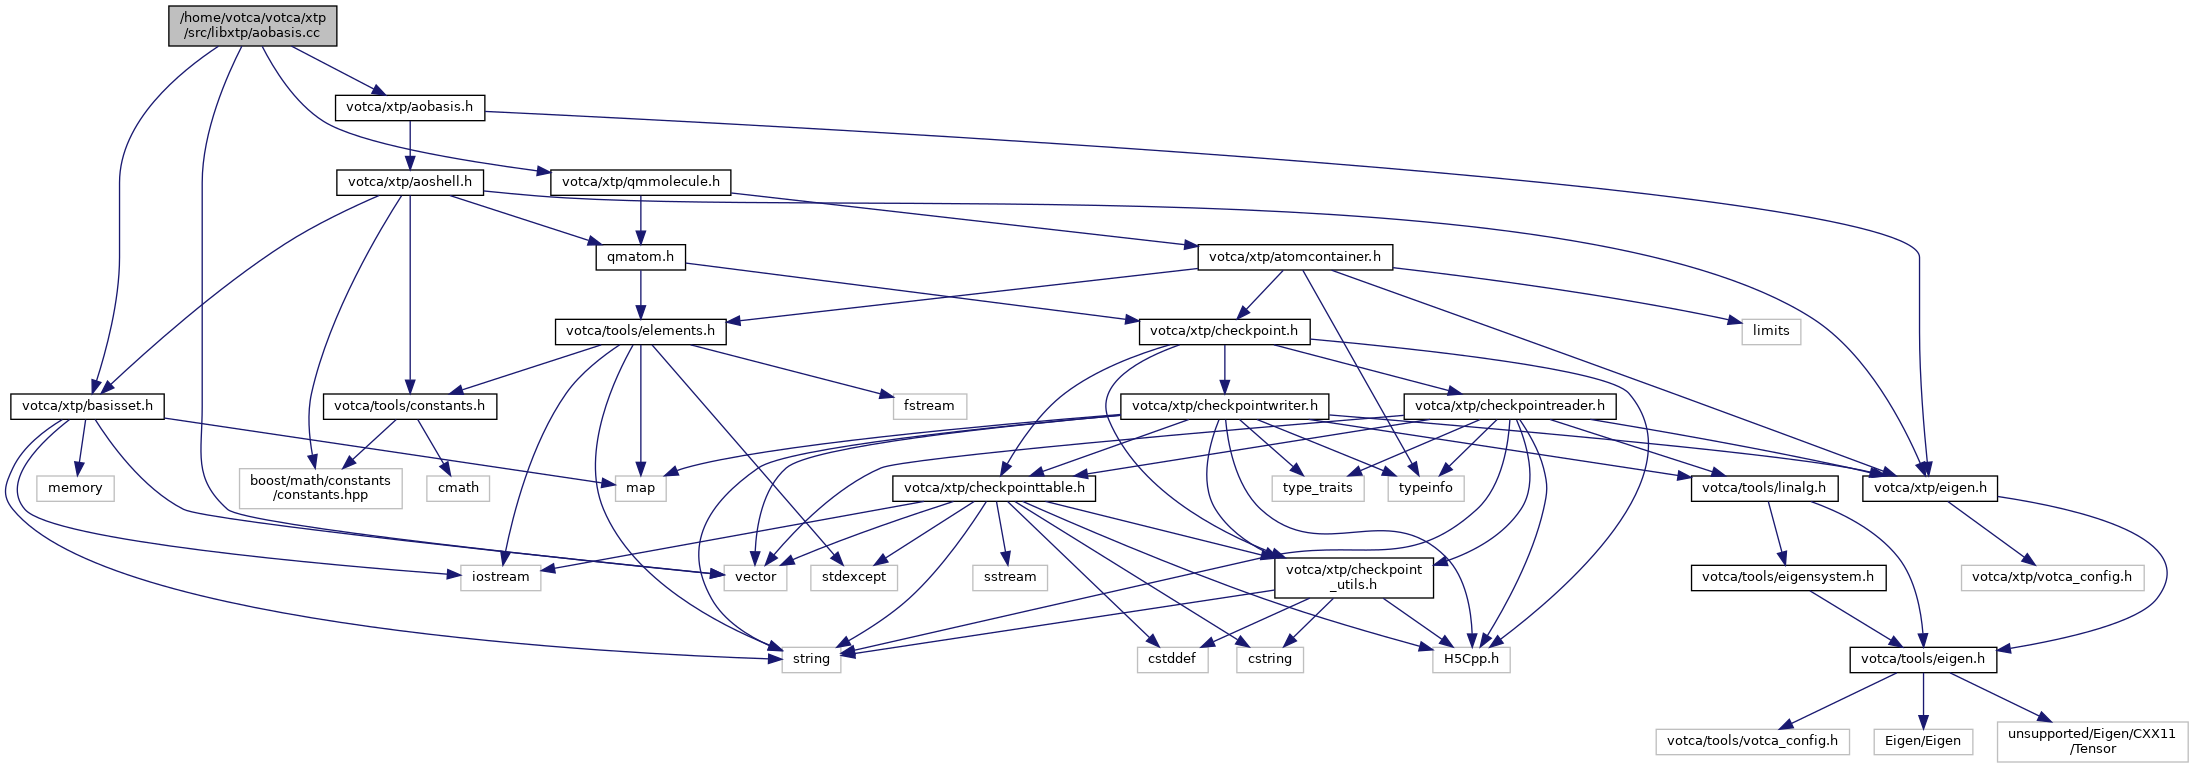 /home/votca/votca/xtp
/src/libxtp/aobasis.cc
votca/xtp/aobasis.h
votca/xtp/aoshell.h
votca/xtp/qmmolecule.h
qmatom.h
votca/xtp/atomcontainer.h
votca/tools/elements.h
votca/xtp/checkpoint.h
limits
votca/xtp/basisset.h
votca/tools/constants.h
fstream
votca/xtp/checkpointwriter.h
votca/xtp/checkpointreader.h
memory
boost/math/constants
/constants.hpp
cmath
map
votca/xtp/checkpointtable.h
type_traits
typeinfo
votca/tools/linalg.h
votca/xtp/eigen.h
iostream
vector
stdexcept
sstream
votca/xtp/checkpoint
_utils.h
votca/tools/eigensystem.h
votca/xtp/votca_config.h
string
cstddef
cstring
H5Cpp.h
votca/tools/eigen.h
votca/tools/votca_config.h
Eigen/Eigen
unsupported/Eigen/CXX11
/Tensor